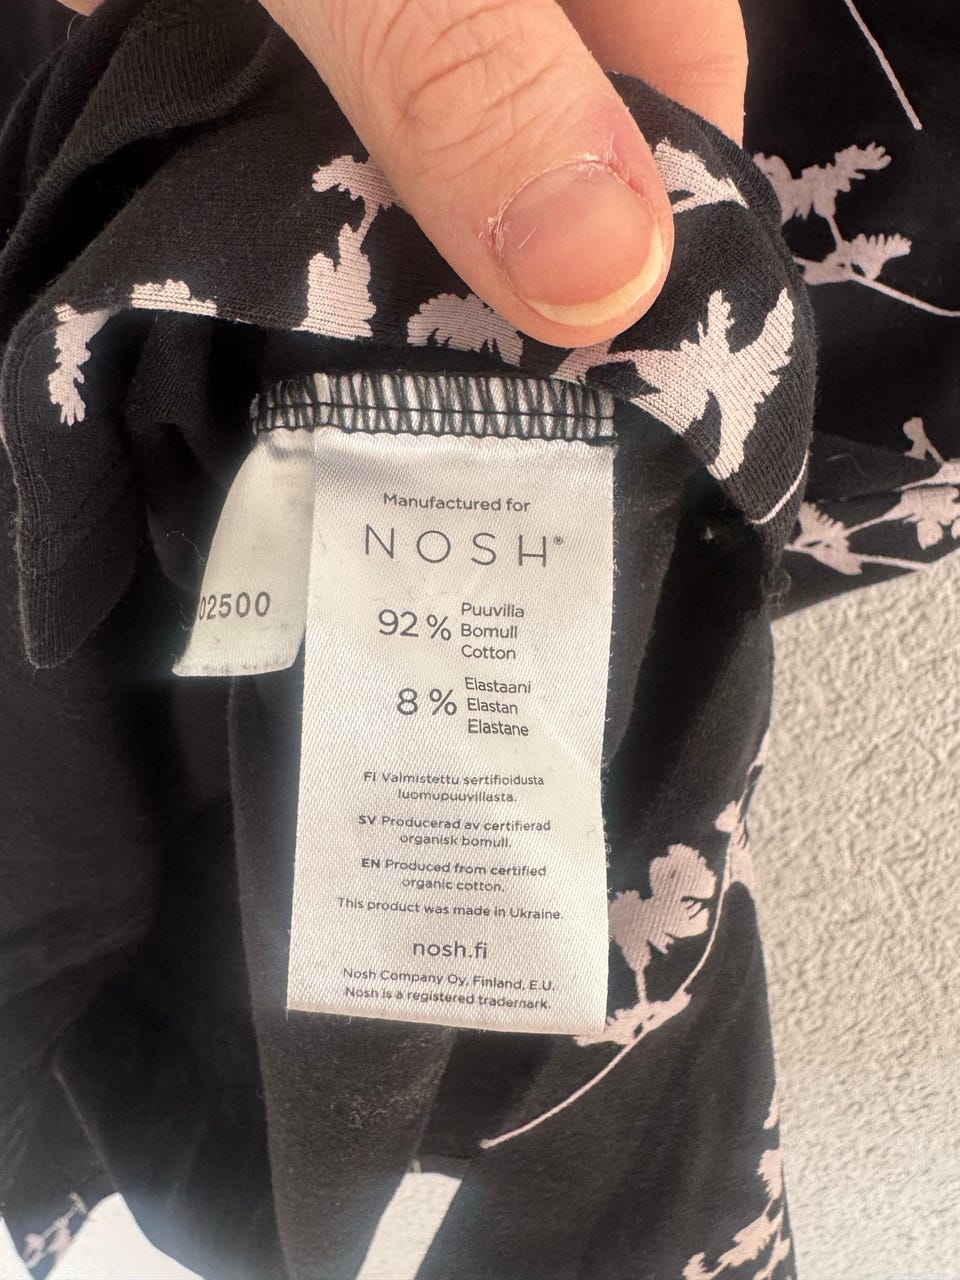 Manufactured for
NOSH®
92% Puuvilla
Bomull
Cotton
8% Elastaani
Elastan
Elastane
FI Valmistettu sertifioidusta
luomupuuvillasta.
SV Producerad av certifierad
organisk bomull.
EN Produced from certified
organic cotton.
This product was made in Ukraine.
nosh.fi
Nosh Company Oy, Finland, E.U.
Nosh is a registered trademark.
02500